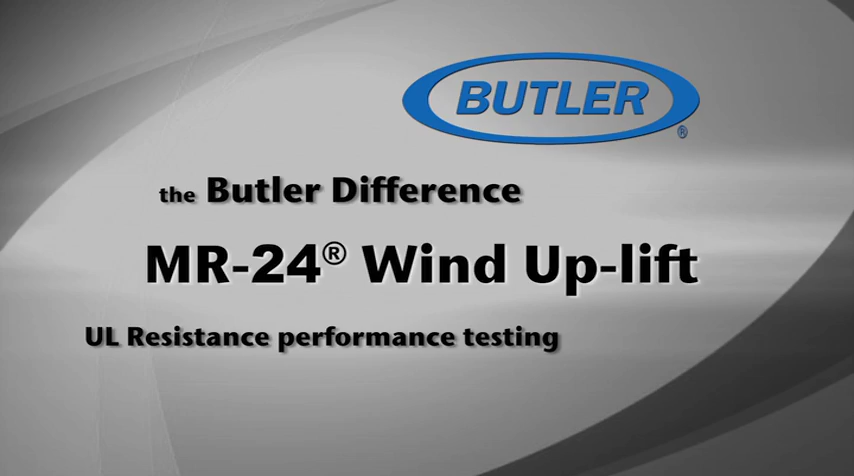 BUTLER®
the Butler Difference
MR-24® Wind Up-lift
UL Resistance performance testing